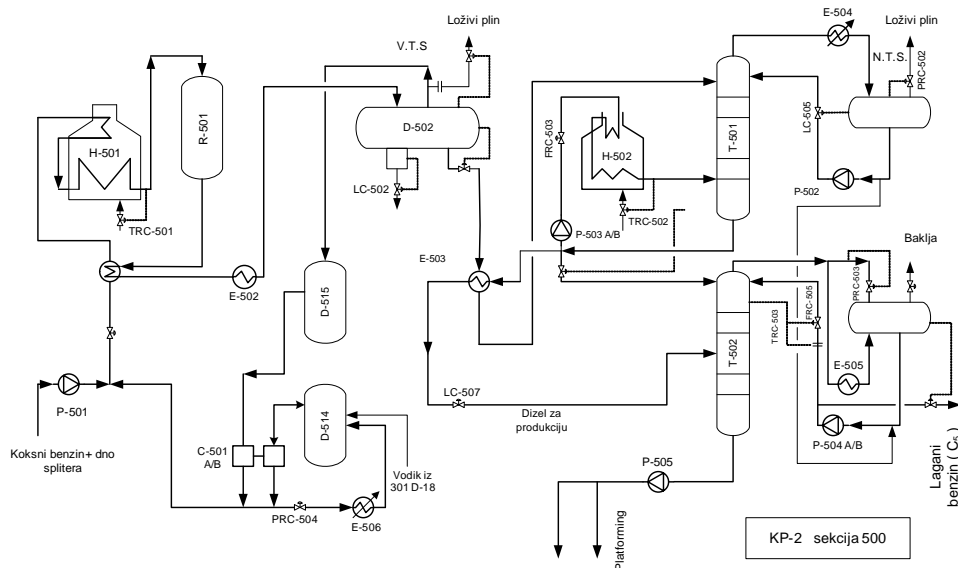 Loživi plin
E-504
Loživi plin
V.T.S
N.T.S.
PRC-502
R-501
D-502
FRC-503
LC-505
H-501
T-501
H-502
LC-502
P-502
TRC-501
TRC-502
P-503 A/B
Baklja
E-503
E-502
D-515
PRC-503
FRC-505
TRC-503
T-502
E-505
P-501
LC-507
D-514
Dizel za
produkciju
P-504 A/B
Koksni benzin+ dno
splitera
C-501
A/B
Vodik iz
301 D-18
P-505
Lagani
benzin ( C₅ )
PRC-504
E-506
Platforming
KP-2 sekcija 500